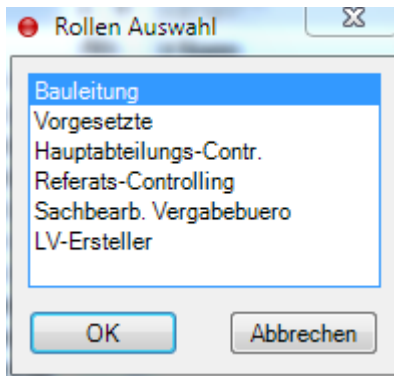 Rollen Auswahl
Bauleitung
Vorgesetzte
Hauptabteilungs-Contr.
Referats-Controlling
Sachbearb. Vergabebuero
LV-Ersteller
OK
Abbrechen